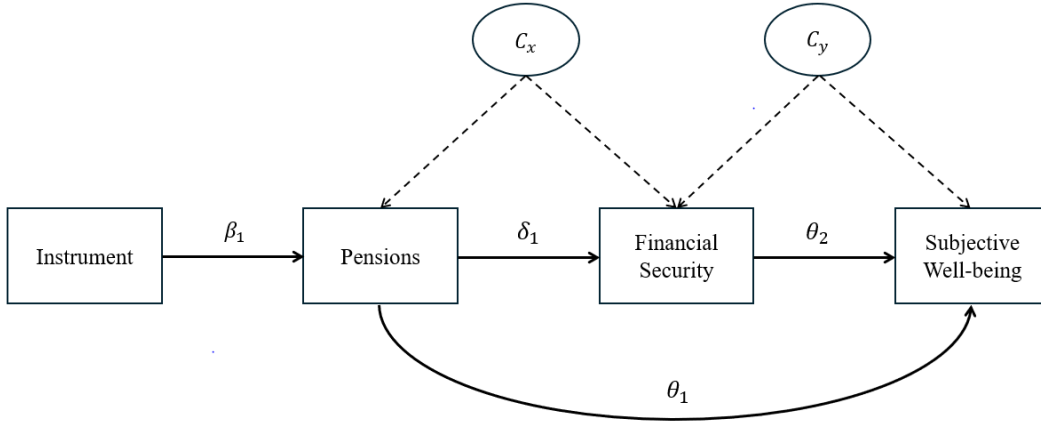 C_x
C_y
Instrument
β_1
Pensions
δ_1
Financial
Security
θ_2
Subjective
Well-being
θ_1